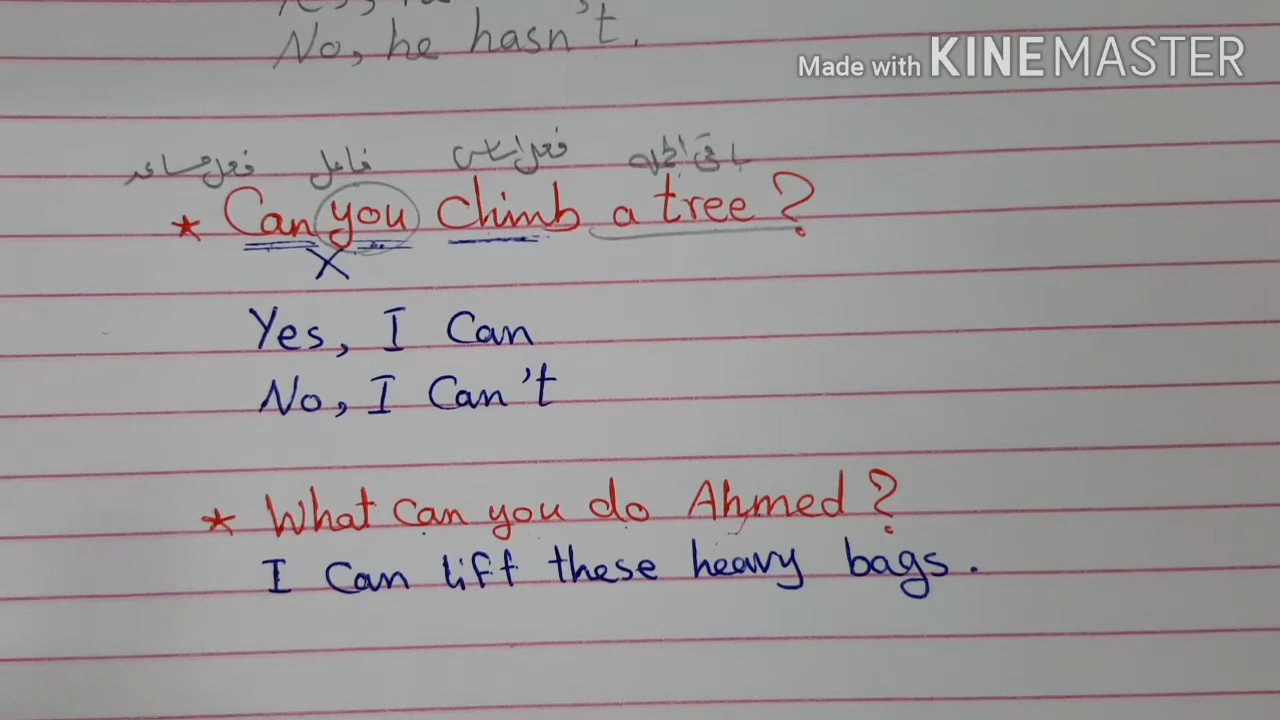 No, he hasn't.
Made with KINEMASTER
فعل مساعد فاعل فعل اساسي باقي الجملة
* Can you climb a tree?
Yes, I Can
No, I Can't
* What can you do Ahmed?
I Can lift these heavy bags.